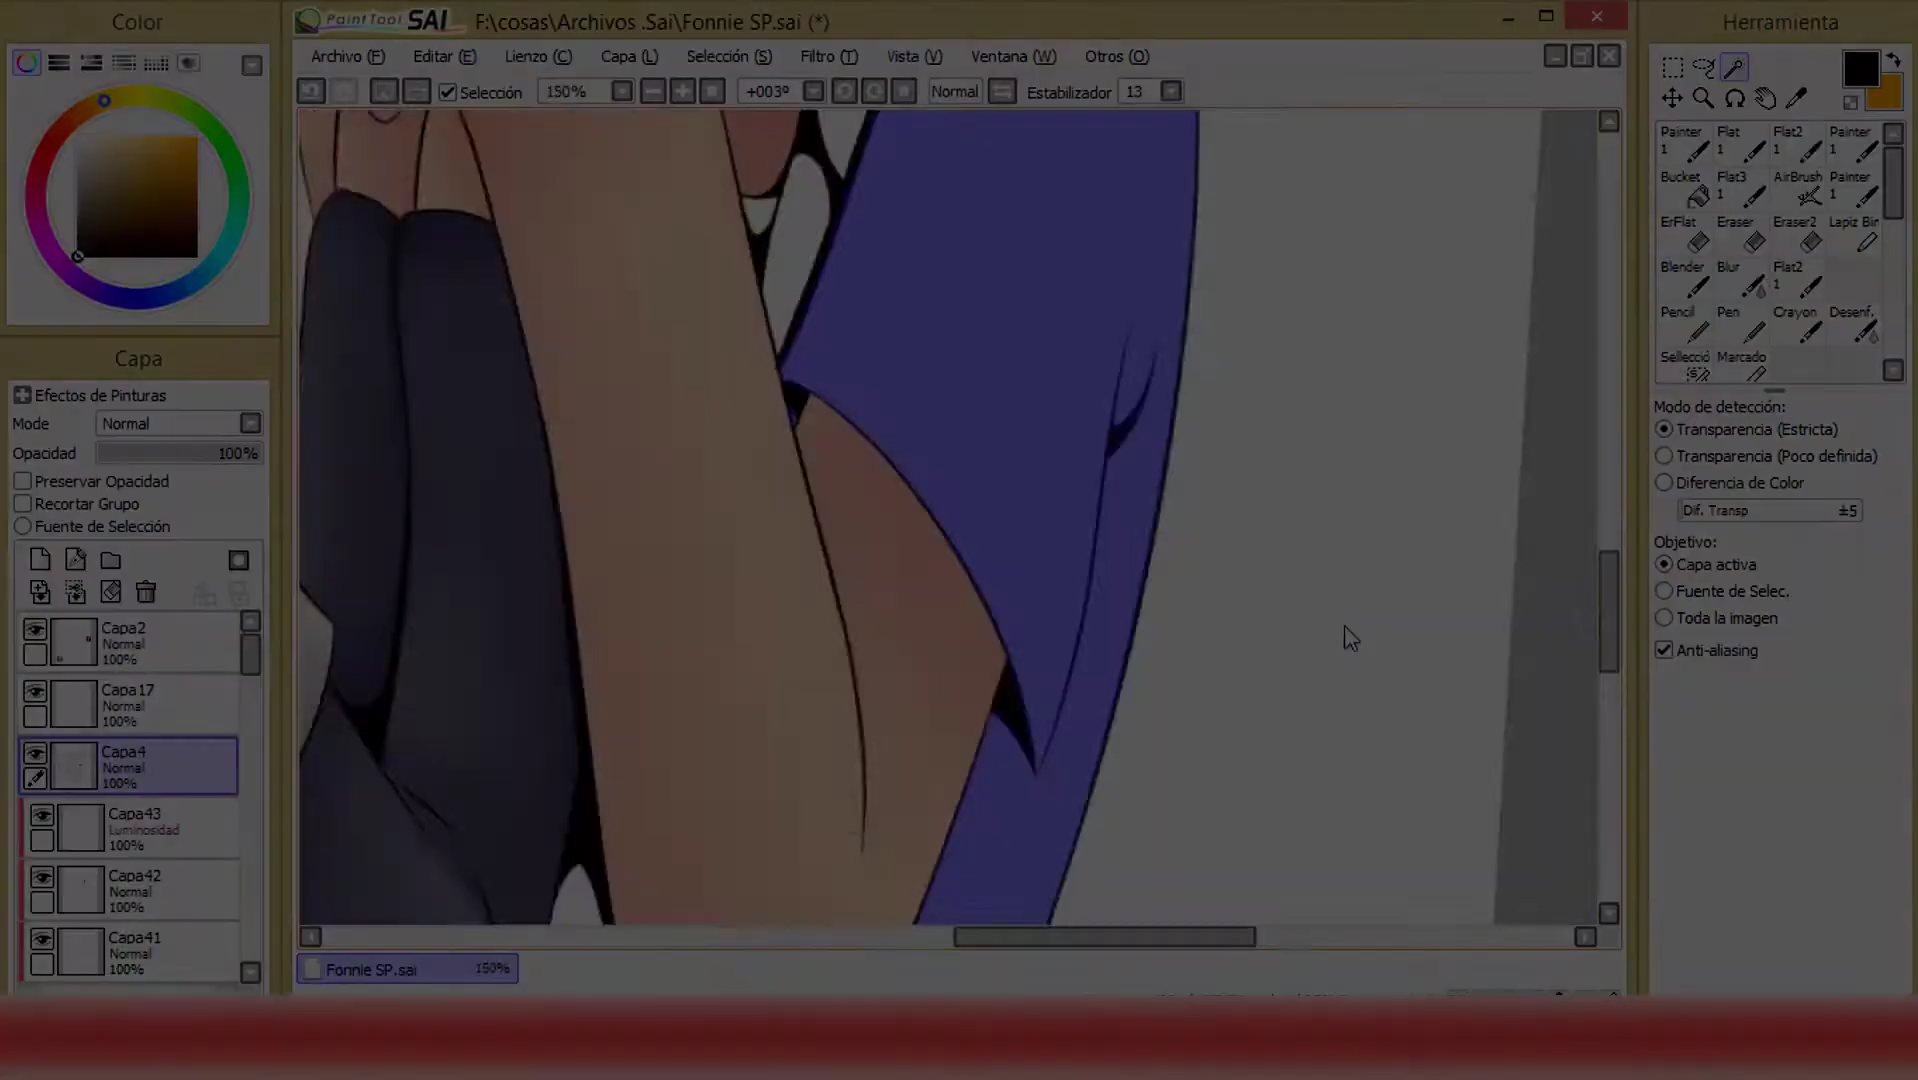 Color
PaintTool SAI F:\cosas\Archivos .Sai\Fonnie SP.sai (*)
Herramienta
Archivo (F) Editar (E) Lienzo (C) Capa (L) Selección (S) Filtro (T) Vista (V) Ventana (W) Otros (O)
Selección 150% +003º Normal Estabilizador 13
Capa
Efectos de Pinturas
Mode Normal
Opacidad 100%
Preservar Opacidad
Recortar Grupo
Fuente de Selección
Capa2
Normal
100%
Capa17
Normal
100%
Capa4
Normal
100%
Capa43
Luminosidad
100%
Capa42
Normal
100%
Capa41
Normal
100%
Fonnie SP.sai 150%
Painter Flat Flat2 Painter
1 1 1 1
Bucket Flat3 AirBrush Painter
1 1
ErFlat Eraser Eraser2 Lapiz Bin
Blender Blur Flat2
1
Pencil Pen Crayon Desenf.
Sellecció Marcado
Modo de detección:
Transparencia (Estricta)
Transparencia (Poco definida)
Diferencia de Color
Dif. Transp ±5
Objetivo:
Capa activa
Fuente de Selec.
Toda la imagen
Anti-aliasing